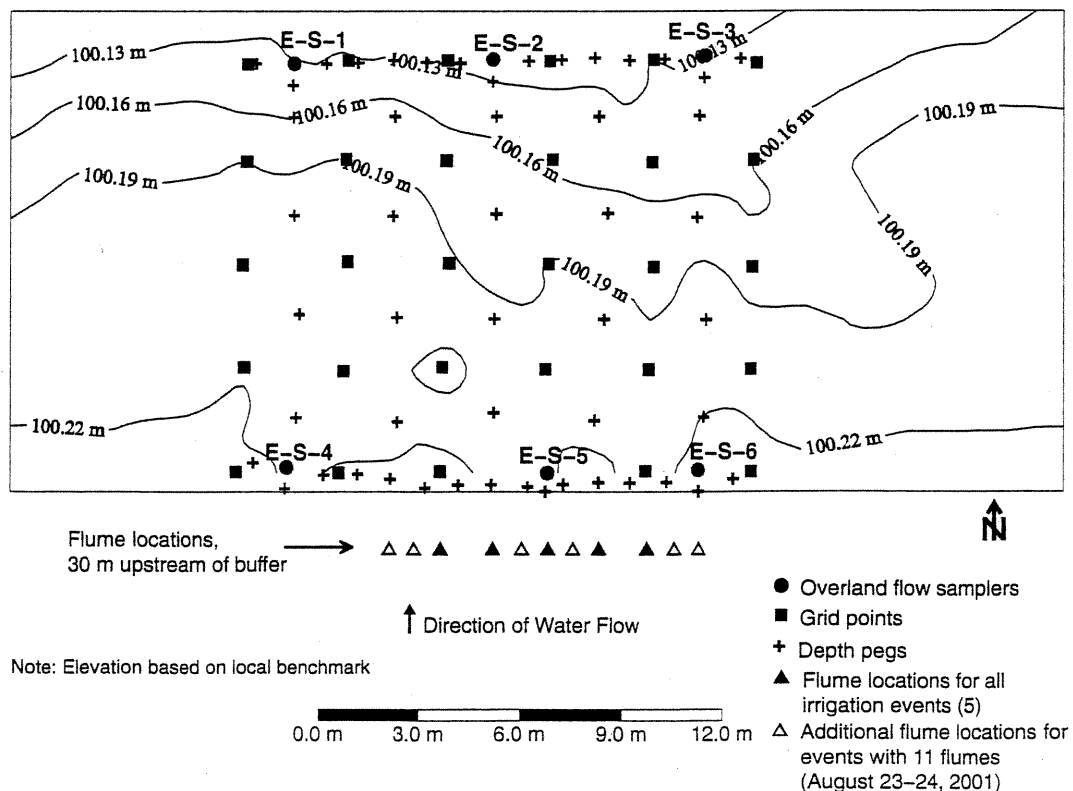 E-S-1
E-S-2
E-S-3
100.13 m
100.13 m
100.13 m
100.16 m
100.16 m
100.16 m
100.16 m
100.19 m
100.19 m
100.19 m
100.19 m
100.19 m
100.22 m
E-S-4
E-S-5
E-S-6
100.22 m
N
Flume locations,
30 m upstream of buffer
Direction of Water Flow
Note: Elevation based on local benchmark
0.0 m 3.0 m 6.0 m 9.0 m 12.0 m
Overland flow samplers
Grid points
Depth pegs
Flume locations for all
irrigation events (5)
Additional flume locations for
events with 11 flumes
(August 23–24, 2001)